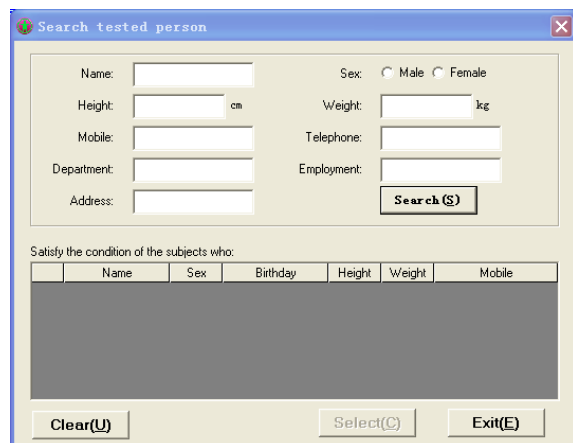 Search tested person
Name: Sex: Male Female
Height: cm Weight: kg
Mobile: Telephone:
Department: Employment:
Address: Search(S)
Satisfy the condition of the subjects who:
Name Sex Birthday Height Weight Mobile
Clear(U) Select(C) Exit(E)